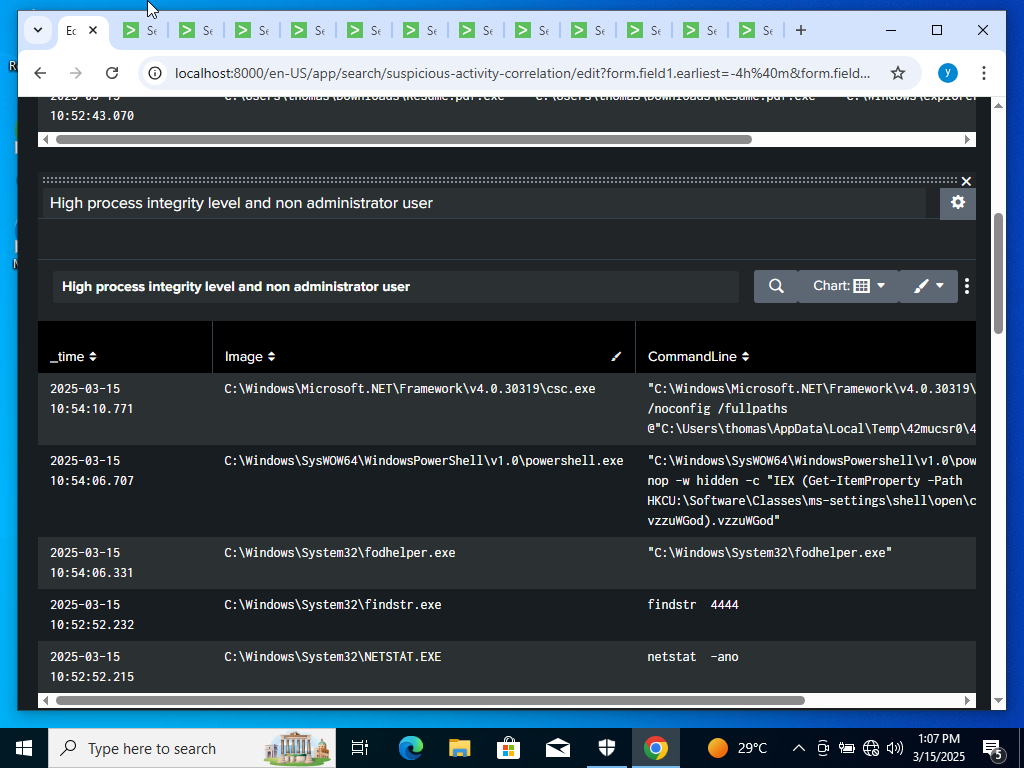 Ec
Se
Se
Se
Se
Se
Se
Se
Se
Se
Se
Se
Se
localhost:8000/en-US/app/search/suspicious-activity-correlation/edit?form.field1.earliest=-4h%40m&form.field...
y
10:52:43.070
High process integrity level and non administrator user
High process integrity level and non administrator user
Chart:
_time Image CommandLine
2025-03-15 10:54:10.771
C:\Windows\Microsoft.NET\Framework\v4.0.30319\csc.exe
"C:\Windows\Microsoft.NET\Framework\v4.0.30319\
/noconfig /fullpaths
@"C:\Users\thomas\AppData\Local\Temp\42mucsr0\4
2025-03-15 10:54:06.707
C:\Windows\SysWOW64\WindowsPowerShell\v1.0\powershell.exe
"C:\Windows\SysWOW64\WindowsPowershell\v1.0\pow
nop -w hidden -c "IEX (Get-ItemProperty -Path
HKCU:\Software\Classes\ms-settings\shell\open\c
vzzuWGod).vzzuWGod"
2025-03-15 10:54:06.331
C:\Windows\System32\fodhelper.exe
"C:\Windows\System32\fodhelper.exe"
2025-03-15 10:52:52.232
C:\Windows\System32\findstr.exe
findstr 4444
2025-03-15 10:52:52.215
C:\Windows\System32\NETSTAT.EXE
netstat -ano
Type here to search
29°C
1:07 PM
3/15/2025
5